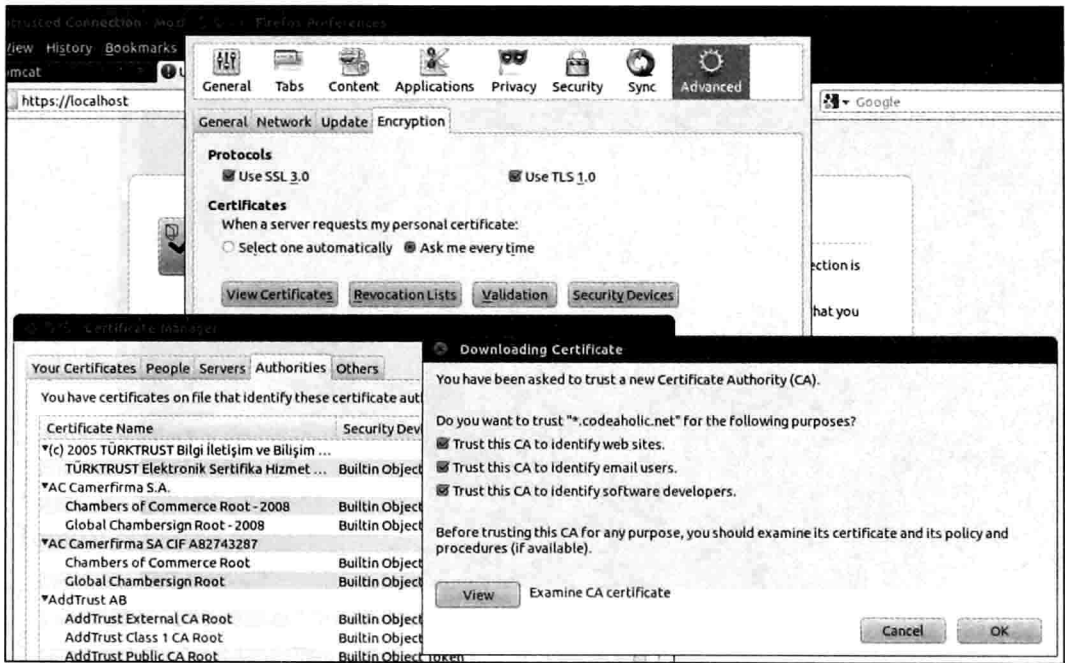 trusted Connection - Moz
Firefox Preferences
View History Bookmarks
omcat
https://localhost
Google
General Tabs Content Applications Privacy Security Sync Advanced
General Network Update Encryption
Protocols
Use SSL 3.0 Use TLS 1.0
Certificates
When a server requests my personal certificate:
Select one automatically Ask me every time
ection is
View Certificates Revocation Lists Validation Security Devices
hat you
Certificate Manager
Your Certificates People Servers Authorities Others
You have certificates on file that identify these certificate aut
Certificate Name Security Devi
(c) 2005 TÜRKTRUST Bilgi İletişim ve Bilişim ...
TÜRKTRUST Elektronik Sertifika Hizmet ... Builtin Object
AC Camerfirma S.A.
Chambers of Commerce Root - 2008 Builtin Object
Global Chambersign Root - 2008 Builtin Object
AC Camerfirma SA CIF A82743287
Chambers of Commerce Root Builtin Object
Global Chambersign Root Builtin Object
AddTrust AB
AddTrust External CA Root Builtin Object
AddTrust Class 1 CA Root Builtin Object
AddTrust Public CA Root Builtin Object Token
Downloading Certificate
You have been asked to trust a new Certificate Authority (CA).
Do you want to trust "*.codeaholic.net" for the following purposes?
Trust this CA to identify web sites.
Trust this CA to identify email users.
Trust this CA to identify software developers.
Before trusting this CA for any purpose, you should examine its certificate and its policy and
procedures (if available).
View Examine CA certificate
Cancel OK